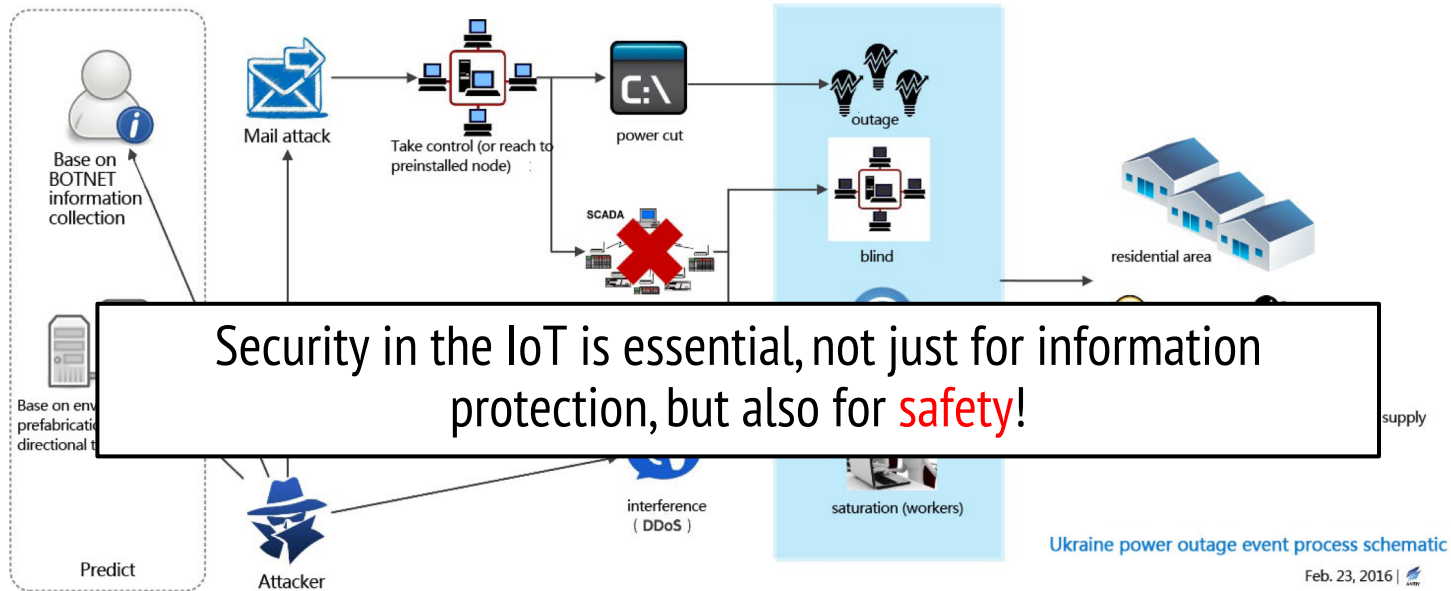 Base on
BOTNET
information
collection
Mail attack
Take control (or reach to
preinstalled node) :
C:\
power cut
outage
SCADA
blind
residential area
Security in the IoT is essential, not just for information
protection, but also for safety!
Base on
prefabricatio
directional t
supply
interference
( DDoS )
saturation (workers)
Predict
Attacker
Ukraine power outage event process schematic
Feb. 23, 2016 |